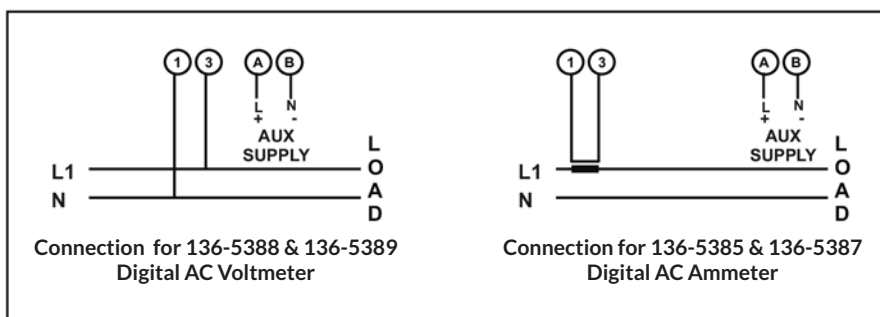 1 3 A B
L N
+ -
AUX
SUPPLY
L1
N
L
O
A
D
Connection for 136-5388 & 136-5389
Digital AC Voltmeter
1 3 A B
L N
+ -
AUX
SUPPLY
L1
N
L
O
A
D
Connection for 136-5385 & 136-5387
Digital AC Ammeter